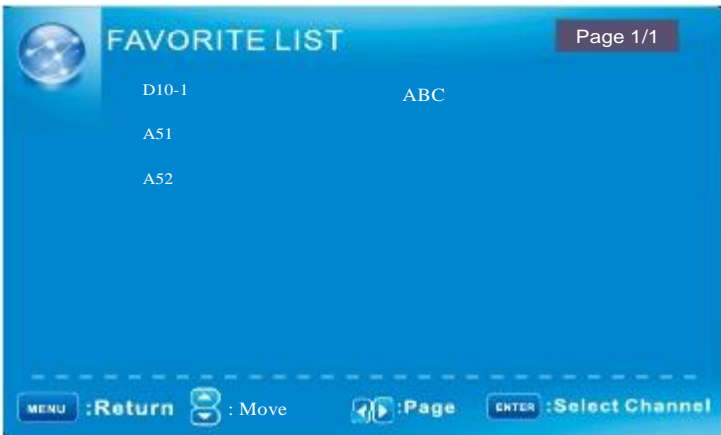 FAVORITE LIST Page 1/1
D10-1 ABC
A51
A52
MENU :Return : Move :Page ENTER :Select Channel